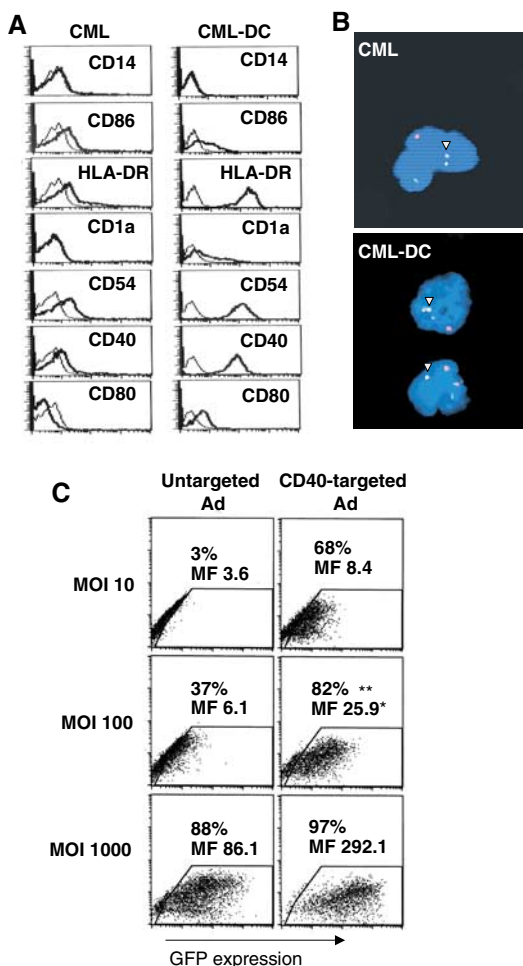 A
CML
CML-DC
CD14
CD14
CD86
CD86
HLA-DR
HLA-DR
CD1a
CD1a
CD54
CD54
CD40
CD40
CD80
CD80
B
CML
CML-DC
C
Untargeted
Ad
CD40-targeted
Ad
MOI 10
3%
MF 3.6
68%
MF 8.4
MOI 100
37%
MF 6.1
82% **
MF 25.9*
MOI 1000
88%
MF 86.1
97%
MF 292.1
GFP expression